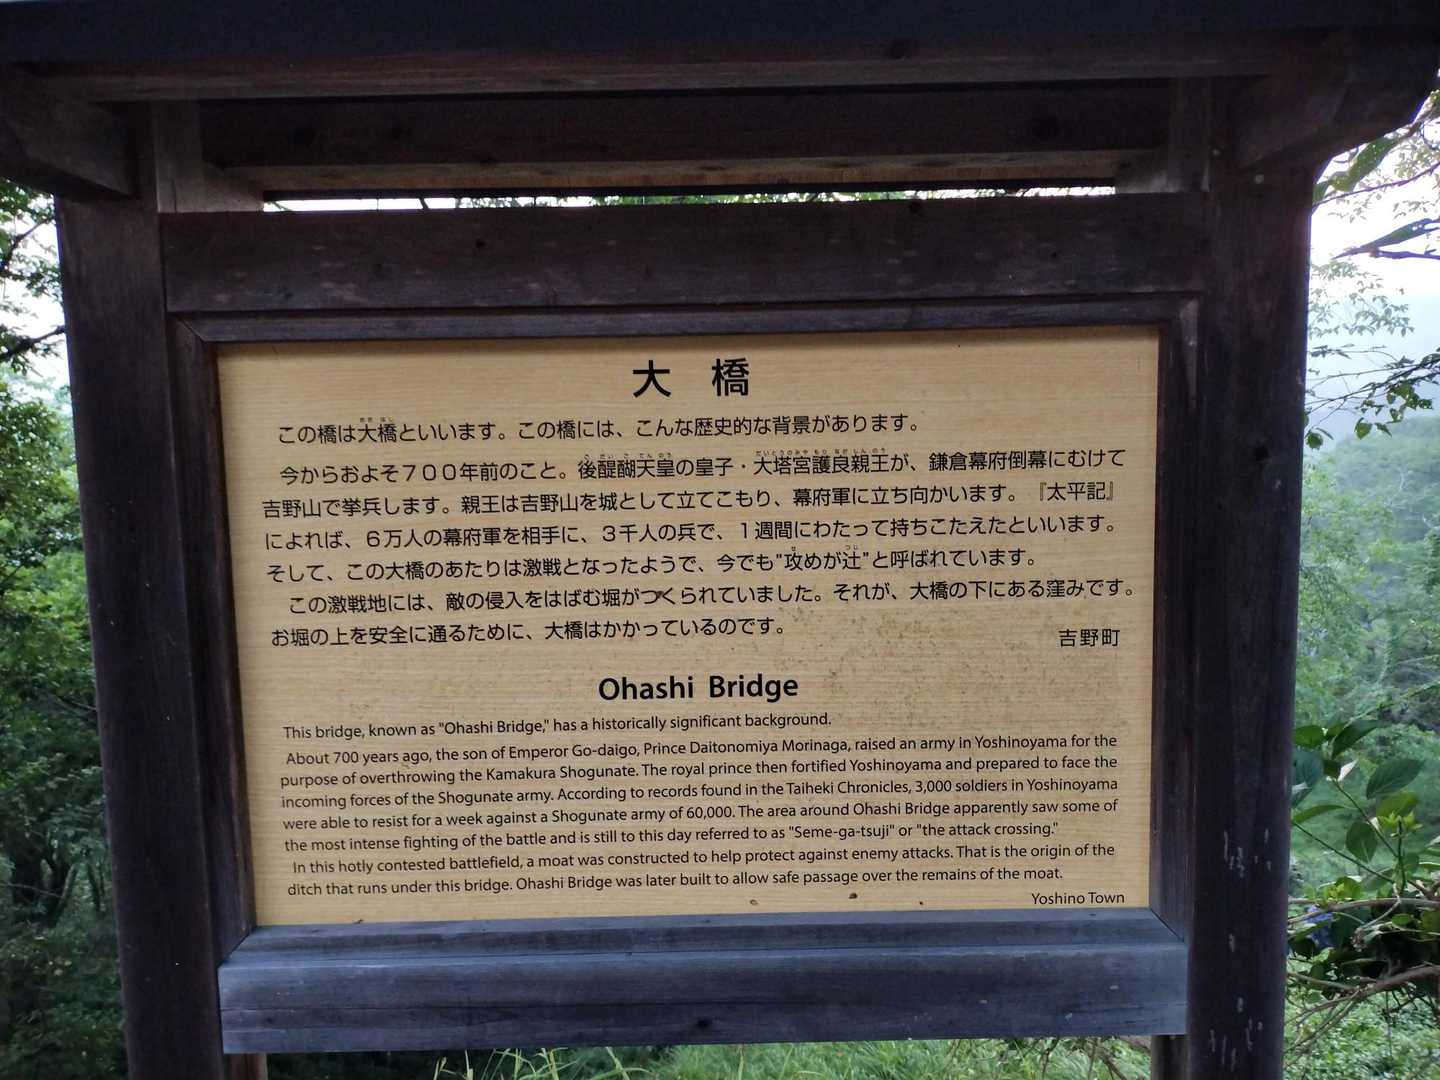 大 橋
この橋は大橋といいます。この橋には、こんな歴史的な背景があります。
今からおよそ７００年前のこと。後醍醐天皇の皇子・大塔宮護良親王が、鎌倉幕府倒幕にむけて
吉野山で挙兵します。親王は吉野山を城として立てこもり、幕府軍に立ち向かいます。『太平記』
によれば、６万人の幕府軍を相手に、３千人の兵で、１週間にわたって持ちこたえたといいます。
そして、この大橋のあたりは激戦となったようで、今でも"攻めが辻"と呼ばれています。
この激戦地には、敵の侵入をはばむ堀がつくられていました。それが、大橋の下にある窪みです。
お堀の上を安全に通るために、大橋はかかっているのです。
吉野町
Ohashi Bridge
This bridge, known as "Ohashi Bridge," has a historically significant background.
About 700 years ago, the son of Emperor Go-daigo, Prince Daitonomiya Morinaga, raised an army in Yoshinoyama for the
purpose of overthrowing the Kamakura Shogunate. The royal prince then fortified Yoshinoyama and prepared to face the
incoming forces of the Shogunate army. According to records found in the Taiheki Chronicles, 3,000 soldiers in Yoshinoyama
were able to resist for a week against a Shogunate army of 60,000. The area around Ohashi Bridge apparently saw some of
the most intense fighting of the battle and is still to this day referred to as "Seme-ga-tsuji" or "the attack crossing."
In this hotly contested battlefield, a moat was constructed to help protect against enemy attacks. That is the origin of the
ditch that runs under this bridge. Ohashi Bridge was later built to allow safe passage over the remains of the moat.
Yoshino Town